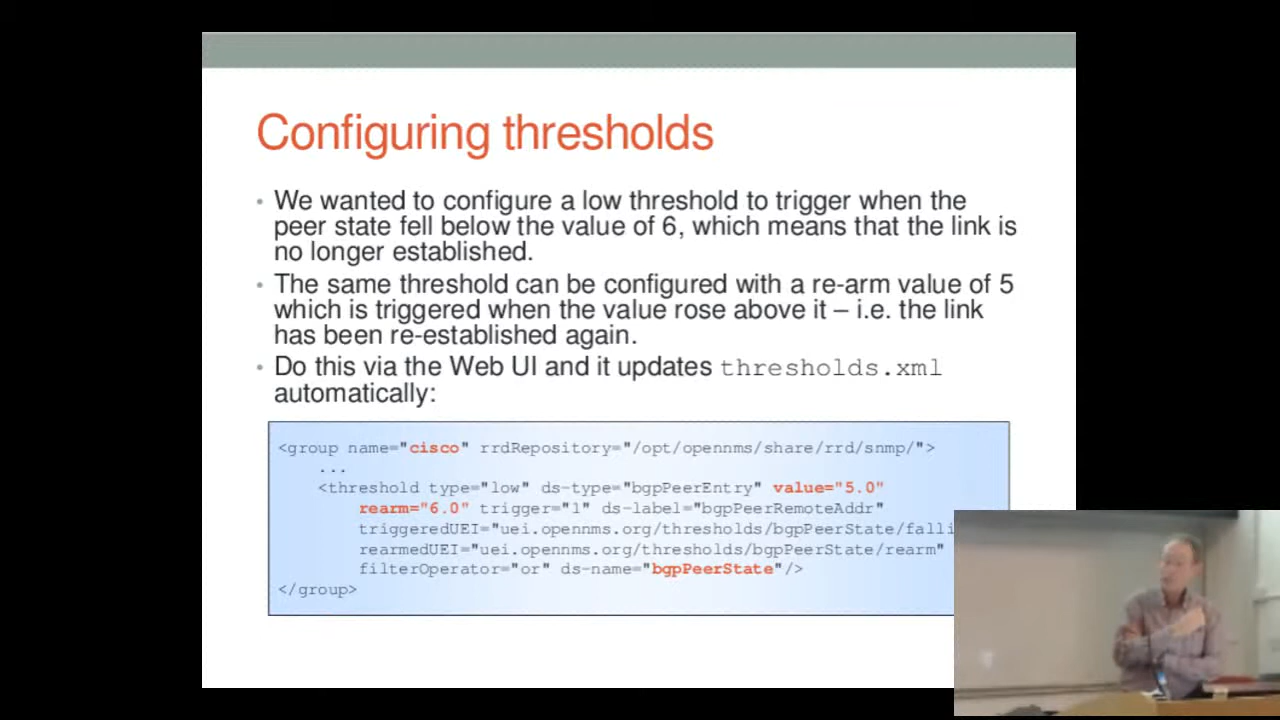 Configuring thresholds
• We wanted to configure a low threshold to trigger when the
peer state fell below the value of 6, which means that the link is
no longer established.
• The same threshold can be configured with a re-arm value of 5
which is triggered when the value rose above it – i.e. the link
has been re-established again.
• Do this via the Web UI and it updates thresholds.xml
automatically:
<group name="cisco" rrdRepository="/opt/opennms/share/rrd/snmp/">
...
<threshold type="low" ds-type="bgpPeerEntry" value="5.0"
rearm="6.0" trigger="1" ds-label="bgpPeerRemoteAddr"
triggeredUEI="uei.opennms.org/thresholds/bgpPeerState/falli
rearmedUEI="uei.opennms.org/thresholds/bgpPeerState/rearm"
filterOperator="or" ds-name="bgpPeerState"/>
</group>